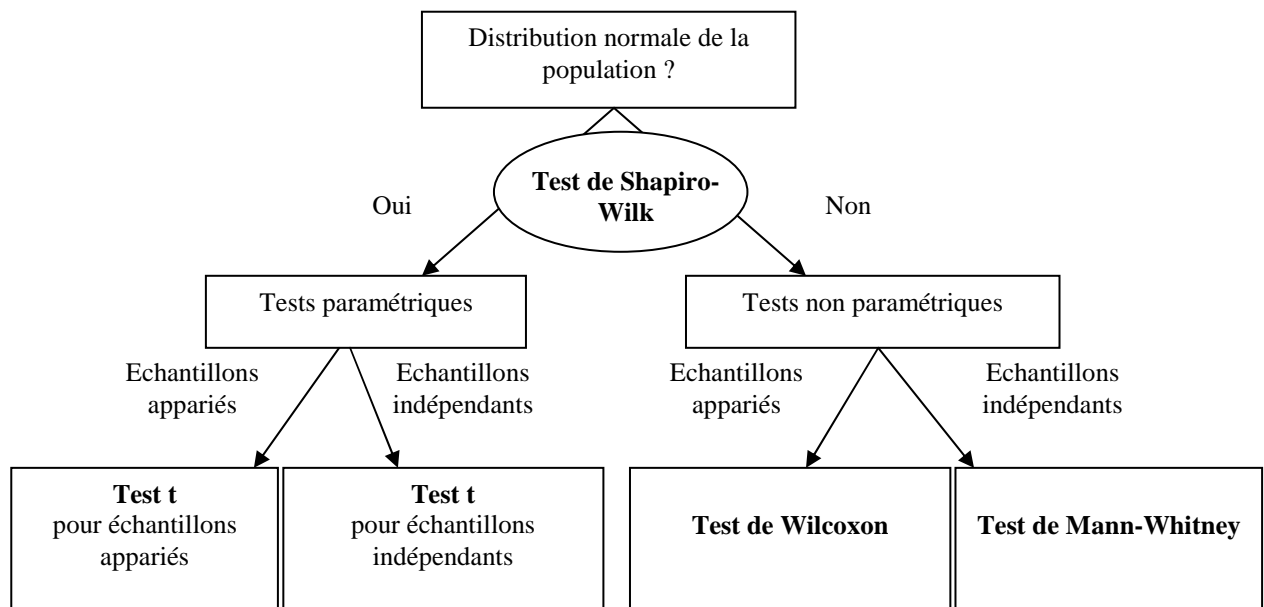 Distribution normale de la
population ?
Test de Shapiro-
Wilk
Oui
Non
Tests paramétriques
Tests non paramétriques
Echantillons
appariés
Echantillons
indépendants
Echantillons
appariés
Echantillons
indépendants
Test t
pour échantillons
appariés
Test t
pour échantillons
indépendants
Test de Wilcoxon
Test de Mann-Whitney